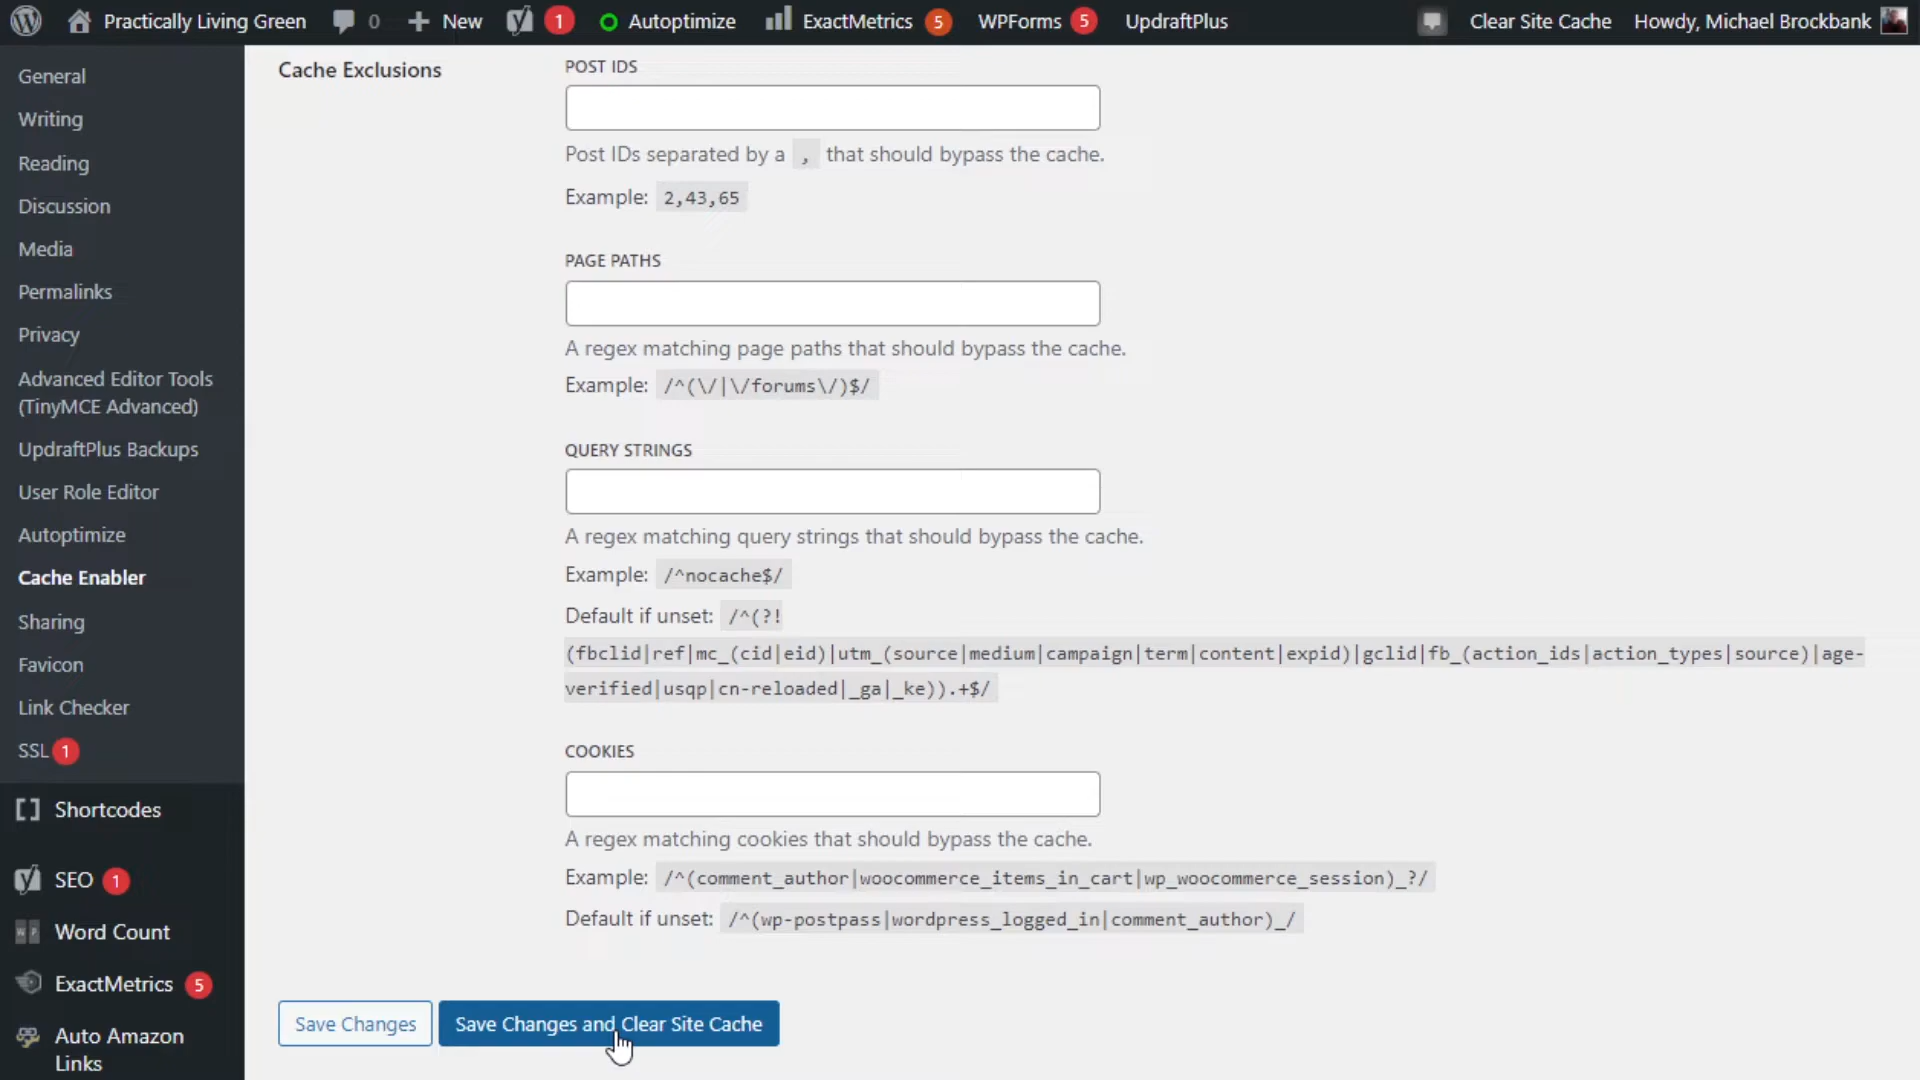 Practically Living Green 0 New 1 Autoptimize ExactMetrics 5 WPForms 5 UpdraftPlus Clear Site Cache Howdy, Michael Brockbank
General
Writing
Reading
Discussion
Media
Permalinks
Privacy
Advanced Editor Tools
(TinyMCE Advanced)
UpdraftPlus Backups
User Role Editor
Autoptimize
Cache Enabler
Sharing
Favicon
Link Checker
SSL 1
Shortcodes
SEO 1
Word Count
ExactMetrics 5
Auto Amazon
Links
Cache Exclusions
POST IDS
Post IDs separated by a , that should bypass the cache.
Example: 2,43,65
PAGE PATHS
A regex matching page paths that should bypass the cache.
Example: /^(\/|\/forums\/)$/
QUERY STRINGS
A regex matching query strings that should bypass the cache.
Example: /^nocache$/
Default if unset: /^(?!
(fbclid|ref|mc_(cid|eid)|utm_(source|medium|campaign|term|content|expid)|gclid|fb_(action_ids|action_types|source)|age-
verified|usqp|cn-reloaded|_ga|_ke)).+$/
COOKIES
A regex matching cookies that should bypass the cache.
Example: /^(comment_author|woocommerce_items_in_cart|wp_woocommerce_session)_?/
Default if unset: /^(wp-postpass|wordpress_logged_in|comment_author)_/
Save Changes Save Changes and Clear Site Cache